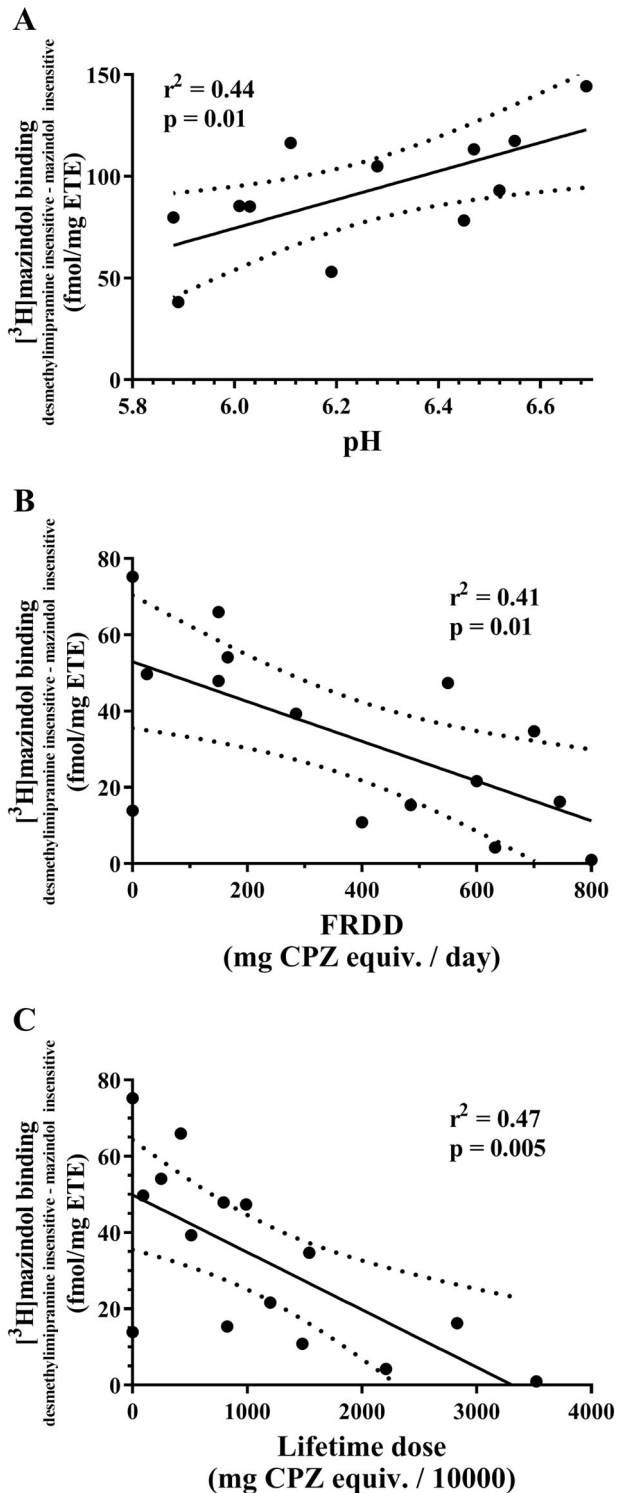 A
[³H]mazindol binding
desmethylimipramine insensitive - mazindol insensitive
(fmol/mg ETE)
150
100
50
0
r² = 0.44
p = 0.01
5.8 6.0 6.2 6.4 6.6
pH
B
[³H]mazindol binding
desmethylimipramine insensitive - mazindol insensitive
(fmol/mg ETE)
80
60
40
20
0
r² = 0.41
p = 0.01
0 200 400 600 800
FRDD
(mg CPZ equiv. / day)
C
[³H]mazindol binding
desmethylimipramine insensitive - mazindol insensitive
(fmol/mg ETE)
80
60
40
20
0
r² = 0.47
p = 0.005
0 1000 2000 3000 4000
Lifetime dose
(mg CPZ equiv. / 10000)